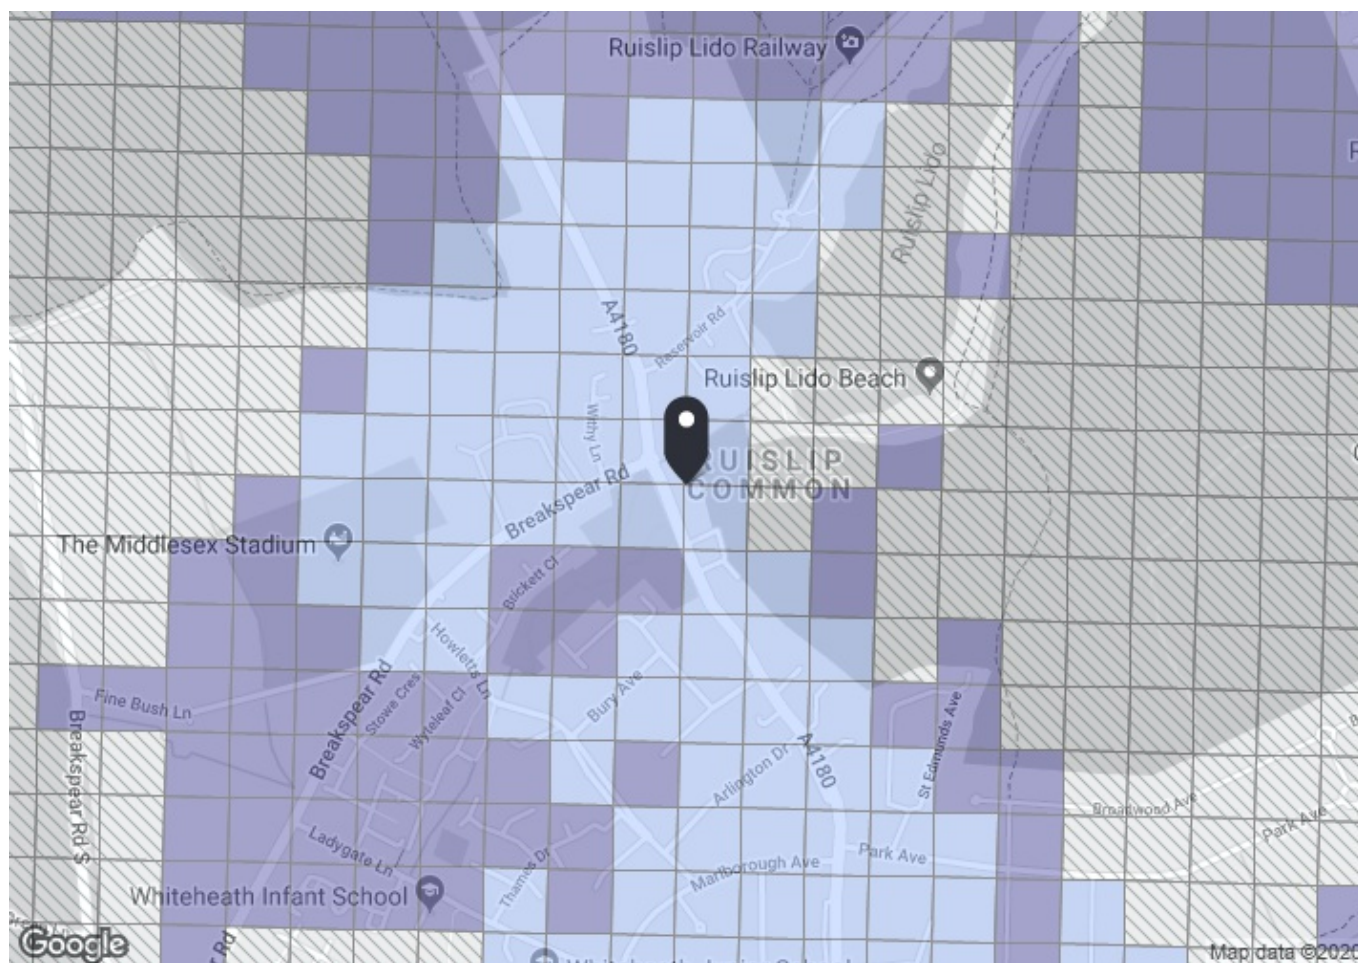 Ruislip Lido Railway
Ruislip Lido
A4180
Reservoir Rd
Ruislip Lido Beach
Withy Ln
RUISLIP
COMMON
Breakspear Rd
The Middlesex Stadium
Brickett Cl
Howletts Ln
Fine Bush Ln
Breakspear Rd
Stowe Cres
Wyteleaf Cl
Bury Ave
St Edmunds Ave
Breakspear Rd S
Arlington Dr
A4180
Broadwood Ave
Park Ave
Ladygate Ln
Thames Dr
Marlborough Ave
Park Ave
Whiteheath Infant School
Google
Map data ©2020